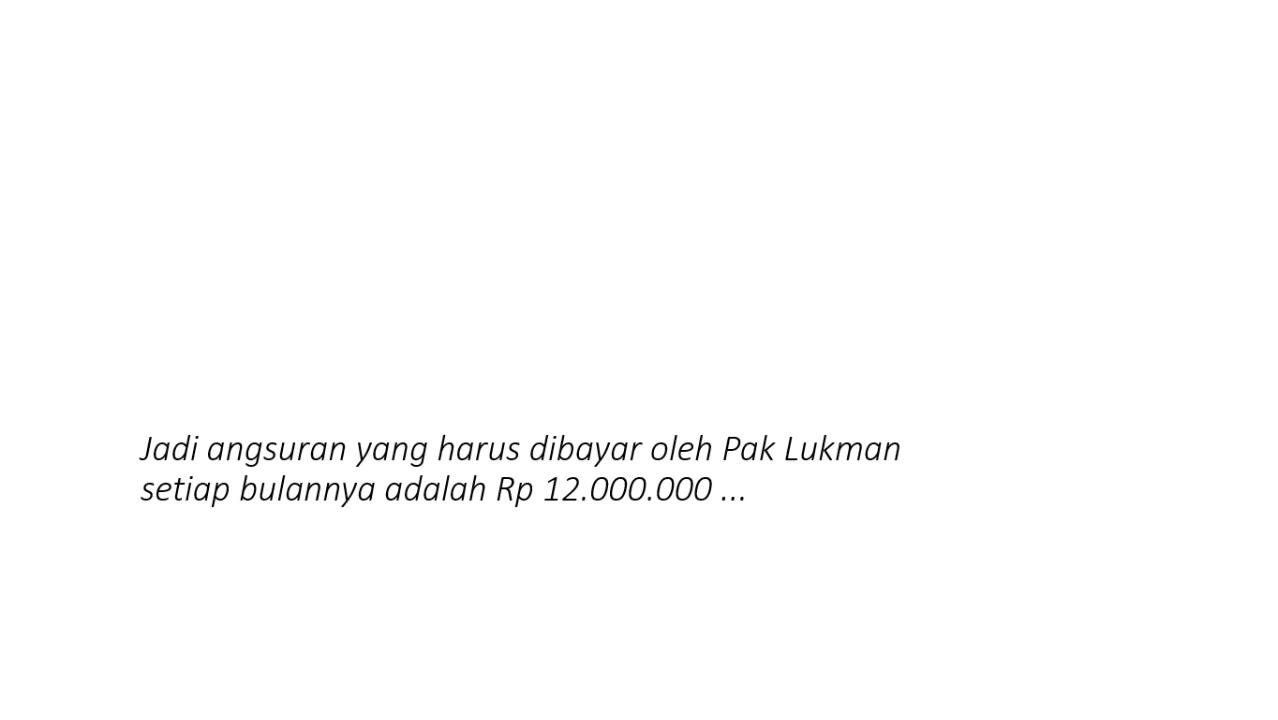 Jadi angsuran yang harus dibayar oleh Pak Lukman
setiap bulannya adalah Rp 12.000.000 ...